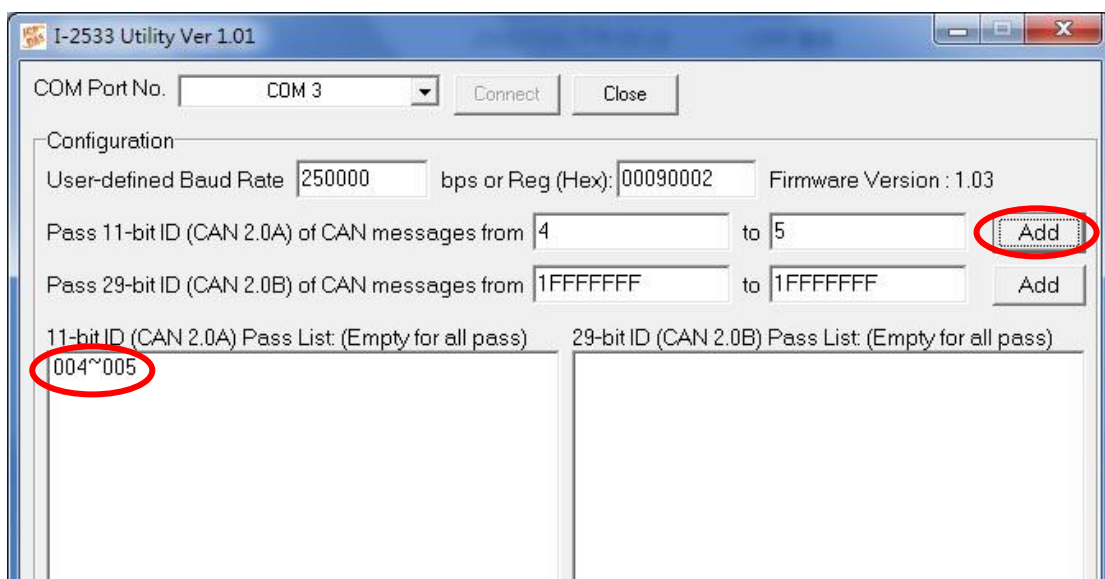 I-2533 Utility Ver 1.01
COM Port No. COM 3 Connect Close
Configuration
User-defined Baud Rate 250000 bps or Reg (Hex): 00090002 Firmware Version : 1.03
Pass 11-bit ID (CAN 2.0A) of CAN messages from 4 to 5 Add
Pass 29-bit ID (CAN 2.0B) of CAN messages from 1FFFFFFF to 1FFFFFFF Add
11-bit ID (CAN 2.0A) Pass List: (Empty for all pass) 29-bit ID (CAN 2.0B) Pass List: (Empty for all pass)
004~005